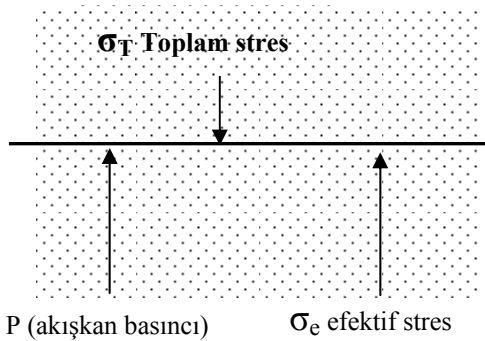 σT Toplam stres
P (akışkan basıncı) σe efektif stres